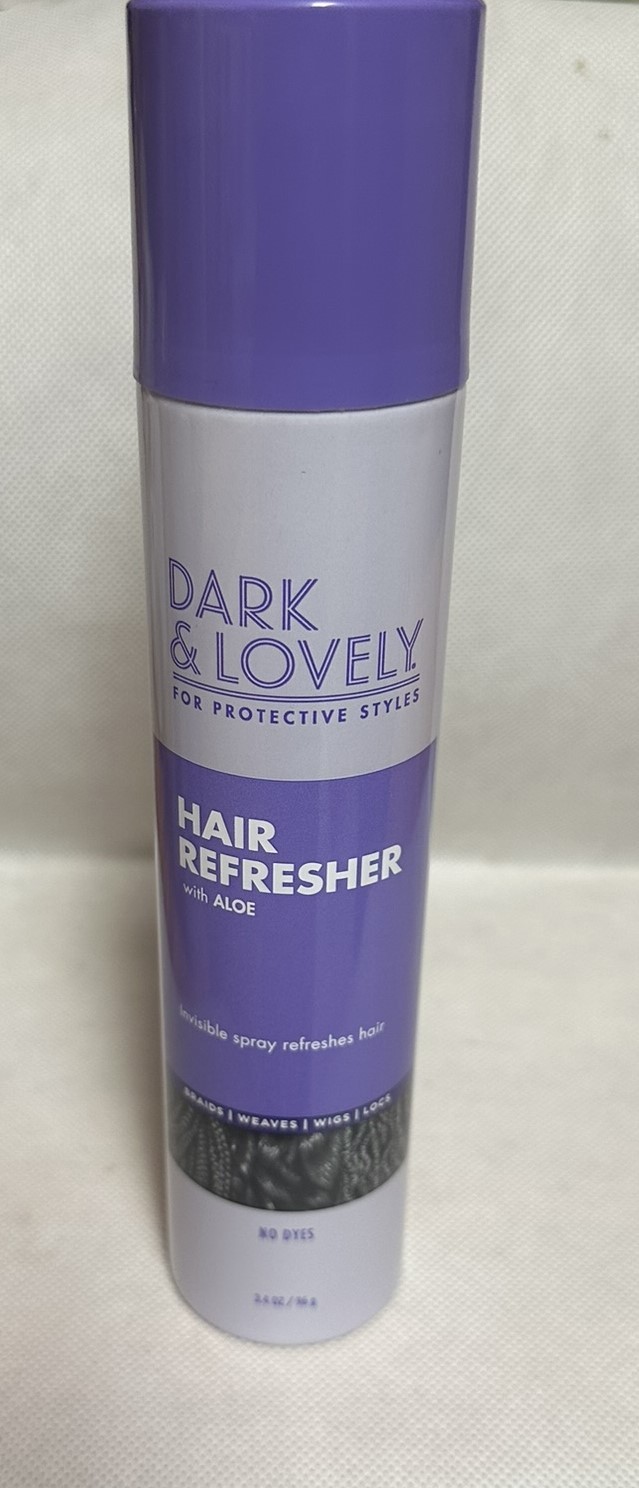 DARK
& LOVELY.
FOR PROTECTIVE STYLES
HAIR
REFRESHER
with ALOE
Invisible spray refreshes hair
BRAIDS | WEAVES | WIGS | LOCS
NO DYES